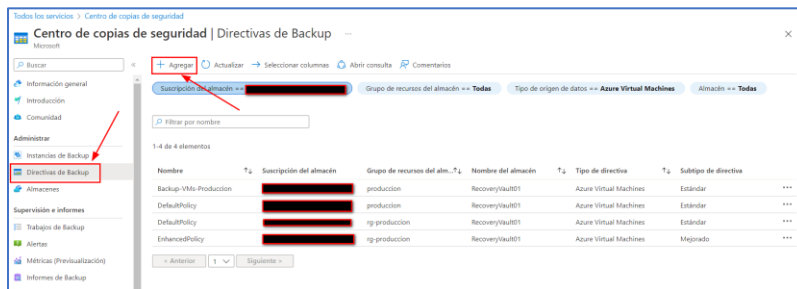 Todos los servicios > Centro de copias de seguridad
Centro de copias de seguridad | Directivas de Backup ...
Microsoft
Buscar
Agregar Actualizar Seleccionar columnas Abrir consulta Comentarios
Información general
Introducción
Comunidad
Administrar
Instancias de Backup
Directivas de Backup
Almacenes
Supervisión e informes
Trabajos de Backup
Alertas
Métricas (Previsualización)
Informes de Backup
Suscripción del almacén == Grupo de recursos del almacén == Todas Tipo de origen de datos == Azure Virtual Machines Almacén == Todas
Filtrar por nombre
1-4 de 4 elementos
Nombre Suscripción del almacén Grupo de recursos del alm... Nombre del almacén Tipo de directiva Subtipo de directiva
Backup-VMs-Produccion produccion RecoveryVault01 Azure Virtual Machines Estándar
DefaultPolicy produccion RecoveryVault01 Azure Virtual Machines Estándar
DefaultPolicy rg-produccion RecoveryVault01 Azure Virtual Machines Estándar
EnhancedPolicy rg-produccion RecoveryVault01 Azure Virtual Machines Mejorado
< Anterior 1 Siguiente >